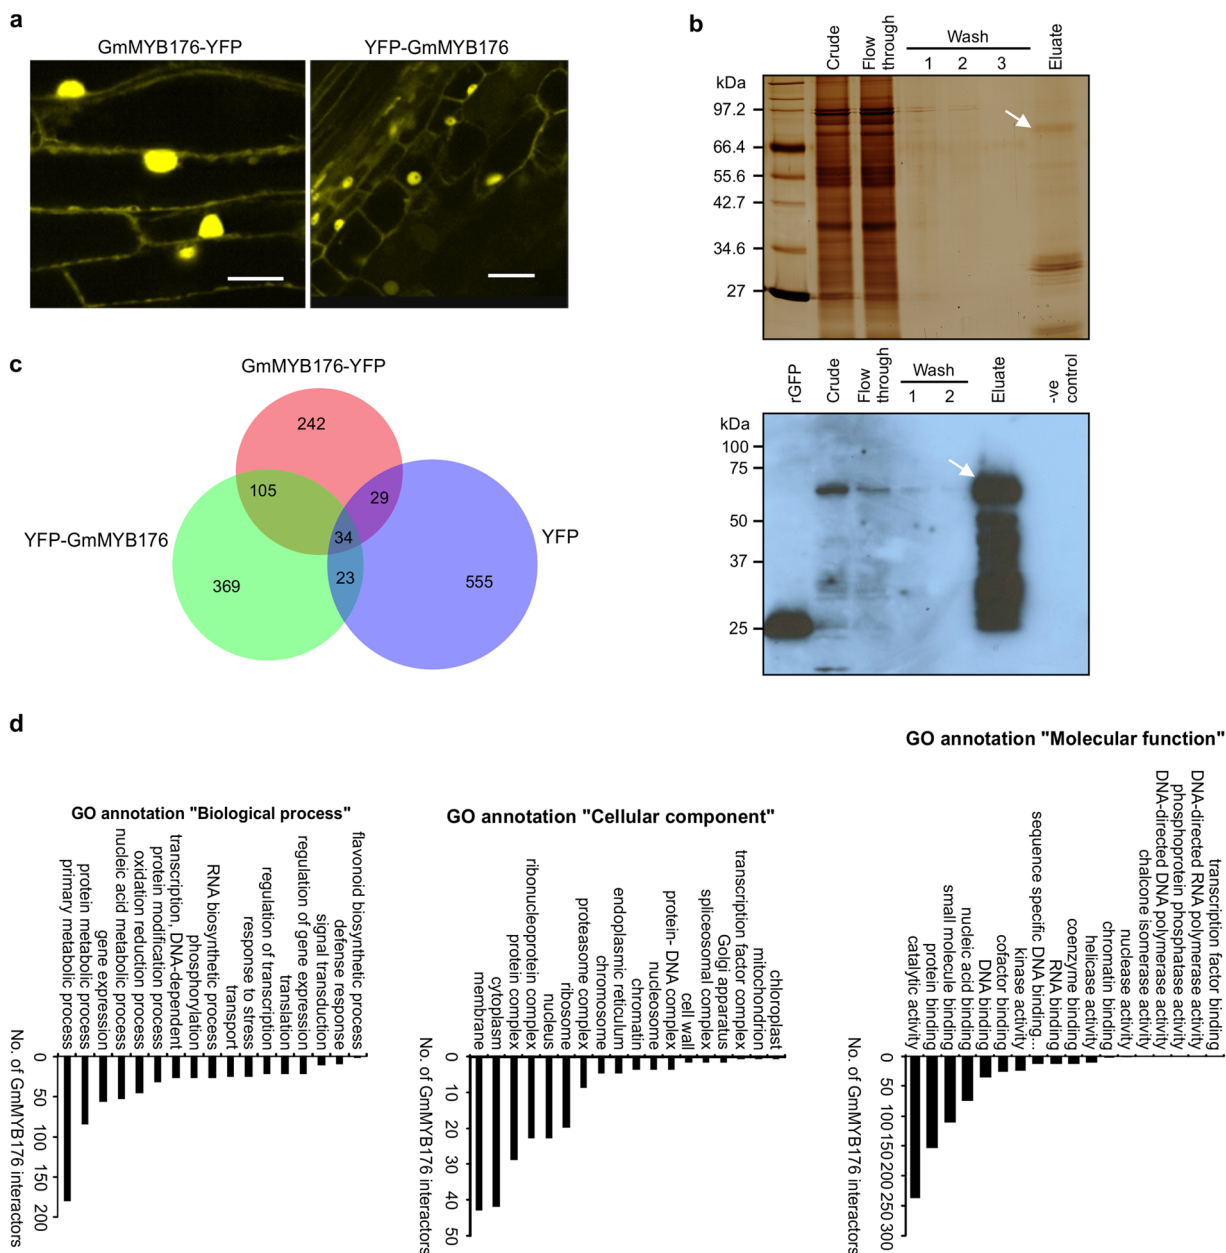 a
GmMYB176-YFP
YFP-GmMYB176
b
Crude
Flow
through
Wash
1
2
3
Eluate
kDa
97.2
66.4
55.6
42.7
34.6
27
rGFP
Crude
Flow
through
Wash
1
2
Eluate
-ve
control
kDa
100
75
50
37
25
c
GmMYB176-YFP
242
105
29
34
YFP-GmMYB176
YFP
369
23
555
d
GO annotation "Biological process"
primary metabolic process
protein metabolic process
gene expression
nucleic acid metabolic process
oxidation reduction process
protein modification process
transcription, DNA-dependent
phosphorylation
RNA biosynthetic process
transport
response to stress
regulation of transcription
translation
regulation of gene expression
signal transduction
defense response
flavonoid biosynthetic process
No. of GmMYB176 interactors
0
50
100
150
200
GO annotation "Cellular component"
membrane
cytoplasm
protein complex
ribonucleoprotein complex
nucleus
ribosome
proteasome complex
chromosome
endoplasmic reticulum
chromatin
nucleosome
protein- DNA complex
cell wall
spliceosomal complex
Golgi apparatus
transcription factor complex
mitochondrion
chloroplast
No. of GmMYB176 interactors
0
10
20
30
40
50
GO annotation "Molecular function"
catalytic activity
protein binding
small molecule binding
nucleic acid binding
DNA binding
cofactor binding
kinase activity
sequence specific DNA binding...
RNA binding
coenzyme binding
helicase activity
chromatin binding
nuclease activity
chalcone isomerase activity
DNA-directed DNA polymerase activity
phosphoprotein phosphatase activity
DNA-directed RNA polymerase activity
transcription factor binding
No. of GmMYB176 interactors
0
50
100
150
200
250
300